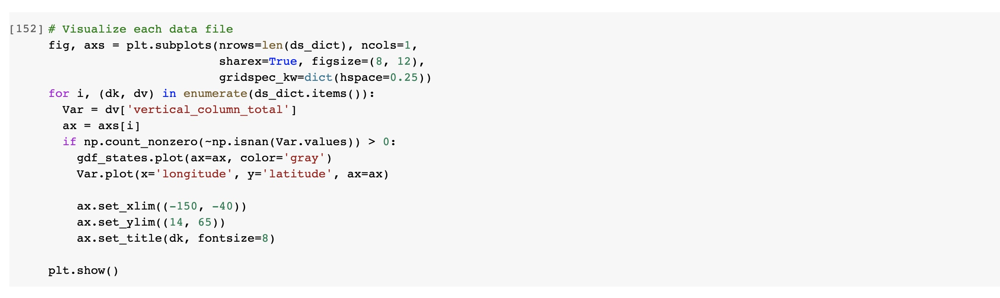 [152] # Visualize each data file
fig, axs = plt.subplots(nrows=len(ds_dict), ncols=1,
                        sharex=True, figsize=(8, 12),
                        gridspec_kw=dict(hspace=0.25))
for i, (dk, dv) in enumerate(ds_dict.items()):
  Var = dv['vertical_column_total']
  ax = axs[i]
  if np.count_nonzero(~np.isnan(Var.values)) > 0:
    gdf_states.plot(ax=ax, color='gray')
    Var.plot(x='longitude', y='latitude', ax=ax)

    ax.set_xlim((-150, -40))
    ax.set_ylim((14, 65))
    ax.set_title(dk, fontsize=8)

plt.show()